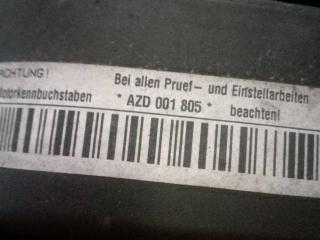 ACHTUNG! Bei allen Pruef- und Einstellarbeiten
Motorkennbuchstaben * AZD 001 805 * beachten!